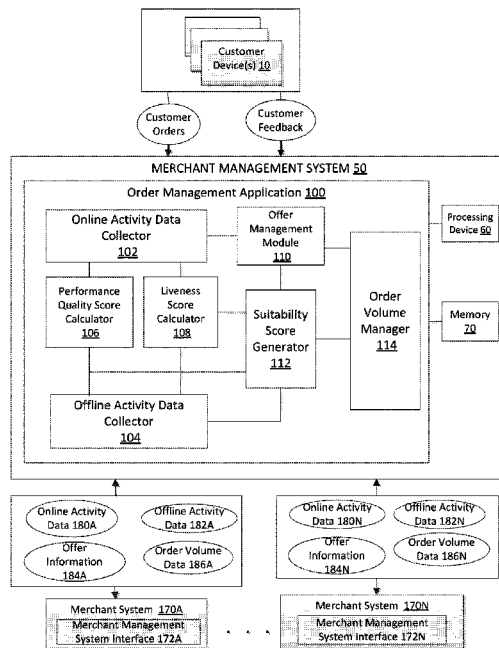 Customer
Device(s) 10
Customer
Orders
Customer
Feedback
MERCHANT MANAGEMENT SYSTEM 50
Order Management Application 100
Online Activity Data
Collector
102
Offer
Management
Module
110
Processing
Device 60
Performance
Quality Score
Calculator
106
Liveness
Score
Calculator
108
Suitability
Score
Generator
112
Order
Volume
Manager
114
Memory
70
Offline Activity Data
Collector
104
Online Activity
Data 180A
Offline Activity
Data 182A
Offer
Information
184A
Order Volume
Data 186A
Online Activity
Data 180N
Offline Activity
Data 182N
Offer
Information
184N
Order Volume
Data 186N
Merchant System 170A
Merchant Management
System Interface 172A
. . .
Merchant System 170N
Merchant Management
System Interface 172N